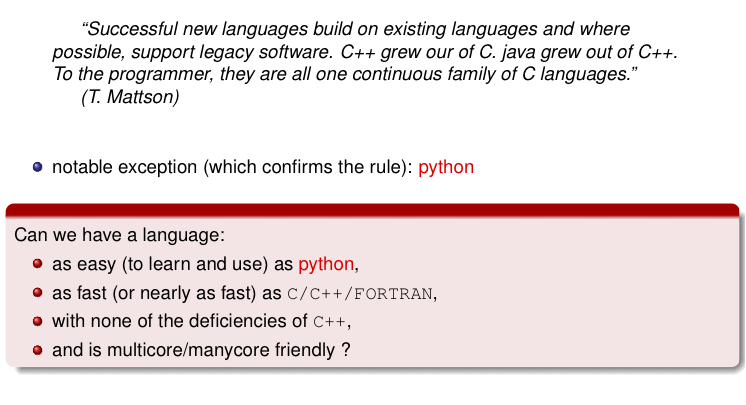 “Successful new languages build on existing languages and where
possible, support legacy software. C++ grew our of C. java grew out of C++.
To the programmer, they are all one continuous family of C languages.”
(T. Mattson)
notable exception (which confirms the rule): python
Can we have a language:
as easy (to learn and use) as python,
as fast (or nearly as fast) as C/C++/FORTRAN,
with none of the deficiencies of C++,
and is multicore/manycore friendly ?